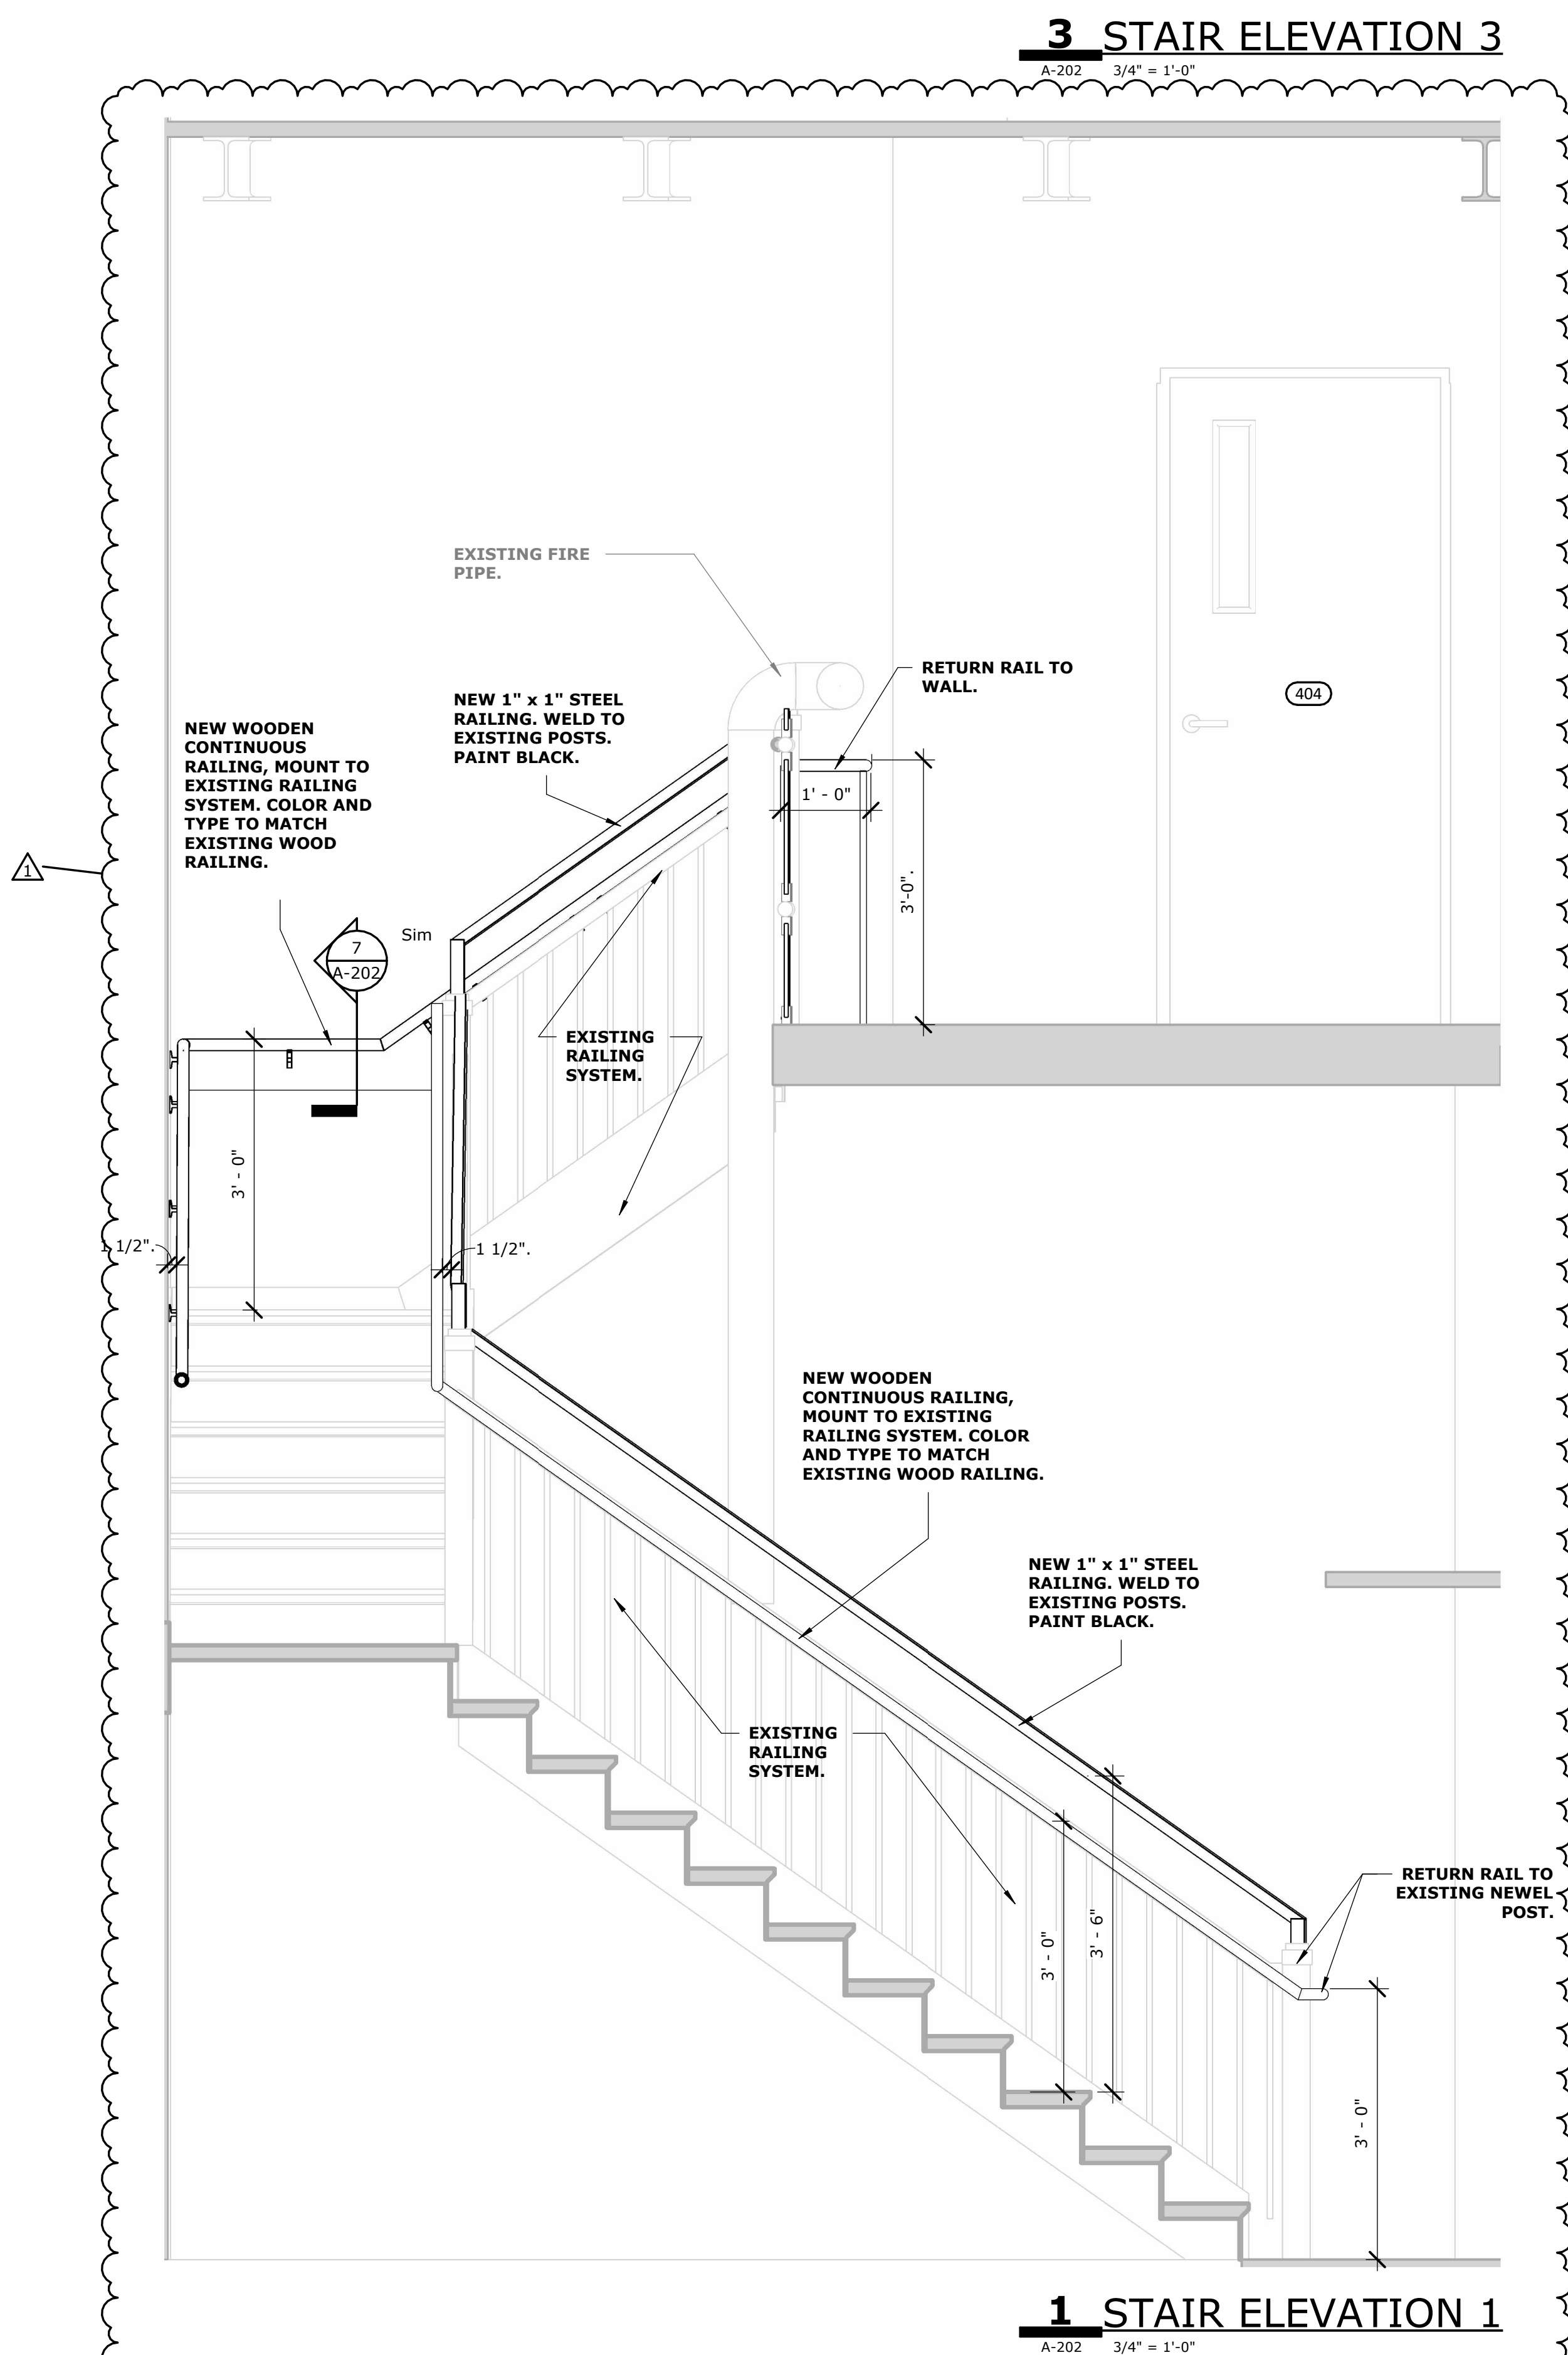 3 STAIR ELEVATION 3
A-202 3/4" = 1'-0"
EXISTING FIRE
PIPE.
RETURN RAIL TO
WALL.
404
NEW 1" x 1" STEEL
RAILING. WELD TO
EXISTING POSTS.
PAINT BLACK.
NEW WOODEN
CONTINUOUS
RAILING, MOUNT TO
EXISTING RAILING
SYSTEM. COLOR AND
TYPE TO MATCH
EXISTING WOOD
RAILING.
1' - 0"
1
3'-0".
Sim
7
A-202
EXISTING
RAILING
SYSTEM.
3' - 0"
1 1/2".
1 1/2".
NEW WOODEN
CONTINUOUS RAILING,
MOUNT TO EXISTING
RAILING SYSTEM. COLOR
AND TYPE TO MATCH
EXISTING WOOD RAILING.
NEW 1" x 1" STEEL
RAILING. WELD TO
EXISTING POSTS.
PAINT BLACK.
EXISTING
RAILING
SYSTEM.
RETURN RAIL TO
EXISTING NEWEL
POST.
3' - 0"
3' - 6"
3' - 0"
1 STAIR ELEVATION 1
A-202 3/4" = 1'-0"